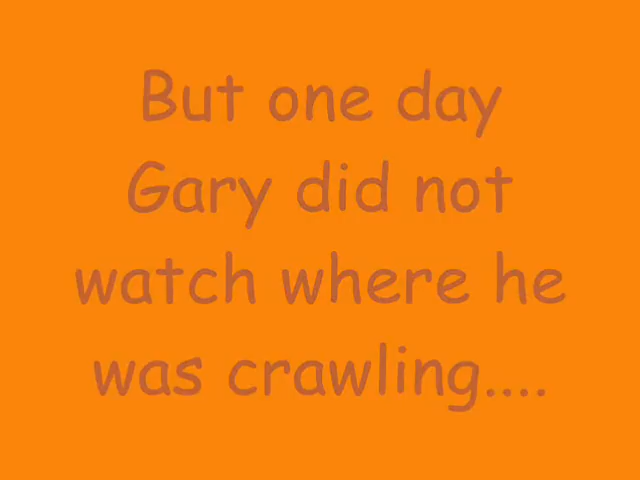 But one day
Gary did not
watch where he
was crawling....